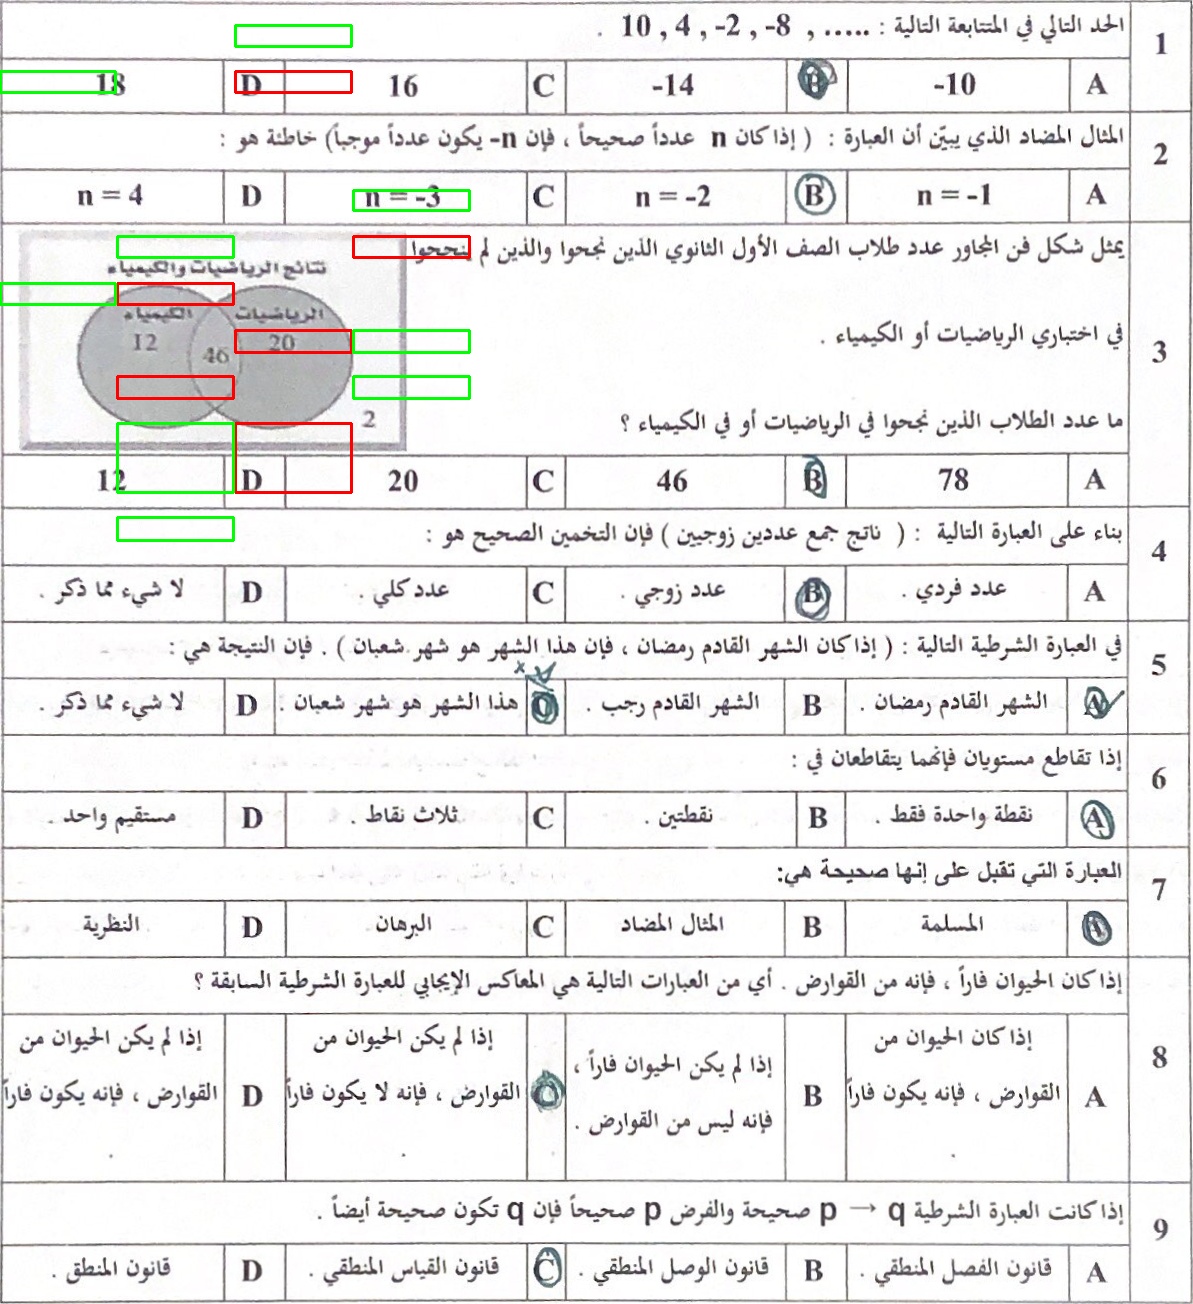 1 الحد التالي في المتتابعة التالية : ..... , 10 , 4 , -2 , -8 .
A -10 B -14 C 16 D 18
2 المثال المضاد الذي يبيّن أن العبارة : ( إذا كان n عدداً صحيحاً ، فإن n- يكون عدداً موجباً) خاطئة هو :
A n = -1 B n = -2 C n = -3 D n = 4
3 يمثل شكل فن المجاور عدد طلاب الصف الأول الثانوي الذين نجحوا والذين لم ينجحوا
في اختباري الرياضيات أو الكيمياء .
ما عدد الطلاب الذين نجحوا في الرياضيات أو في الكيمياء ؟
نتائج الرياضيات والكيمياء
الرياضيات الكيمياء
20 46 12
2
A 78 B 46 C 20 D 12
4 بناء على العبارة التالية : ( ناتج جمع عددين زوجيين ) فإن التخمين الصحيح هو :
A عدد فردي . B عدد زوجي . C عدد كلي . D لا شيء مما ذكر .
5 في العبارة الشرطية التالية : ( إذا كان الشهر القادم رمضان ، فإن هذا الشهر هو شهر شعبان ) . فإن النتيجة هي :
A الشهر القادم رمضان . B الشهر القادم رجب . C هذا الشهر هو شهر شعبان D لا شيء مما ذكر
6 إذا تقاطع مستويان فإنهما يتقاطعان في :
A نقطة واحدة فقط . B نقطتين . C ثلاث نقاط . D مستقيم واحد .
7 العبارة التي تقبل على إنها صحيحة هي:
A المسلمة B المثال المضاد C البرهان D النظرية
8 إذا كان الحيوان فاراً ، فإنه من القوارض . أي من العبارات التالية هي المعاكس الإيجابي للعبارة الشرطية السابقة ؟
A إذا كان الحيوان من القوارض ، فإنه يكون فاراً . B إذا لم يكن الحيوان فاراً ، فإنه ليس من القوارض . C إذا لم يكن الحيوان من القوارض ، فإنه لا يكون فاراً . D إذا لم يكن الحيوان من القوارض ، فإنه يكون فاراً .
9 إذا كانت العبارة الشرطية p → q صحيحة والفرض p صحيحاً فإن q تكون صحيحة أيضاً .
A قانون الفصل المنطقي . B قانون الوصل المنطقي . C قانون القياس المنطقي . D قانون المنطق .